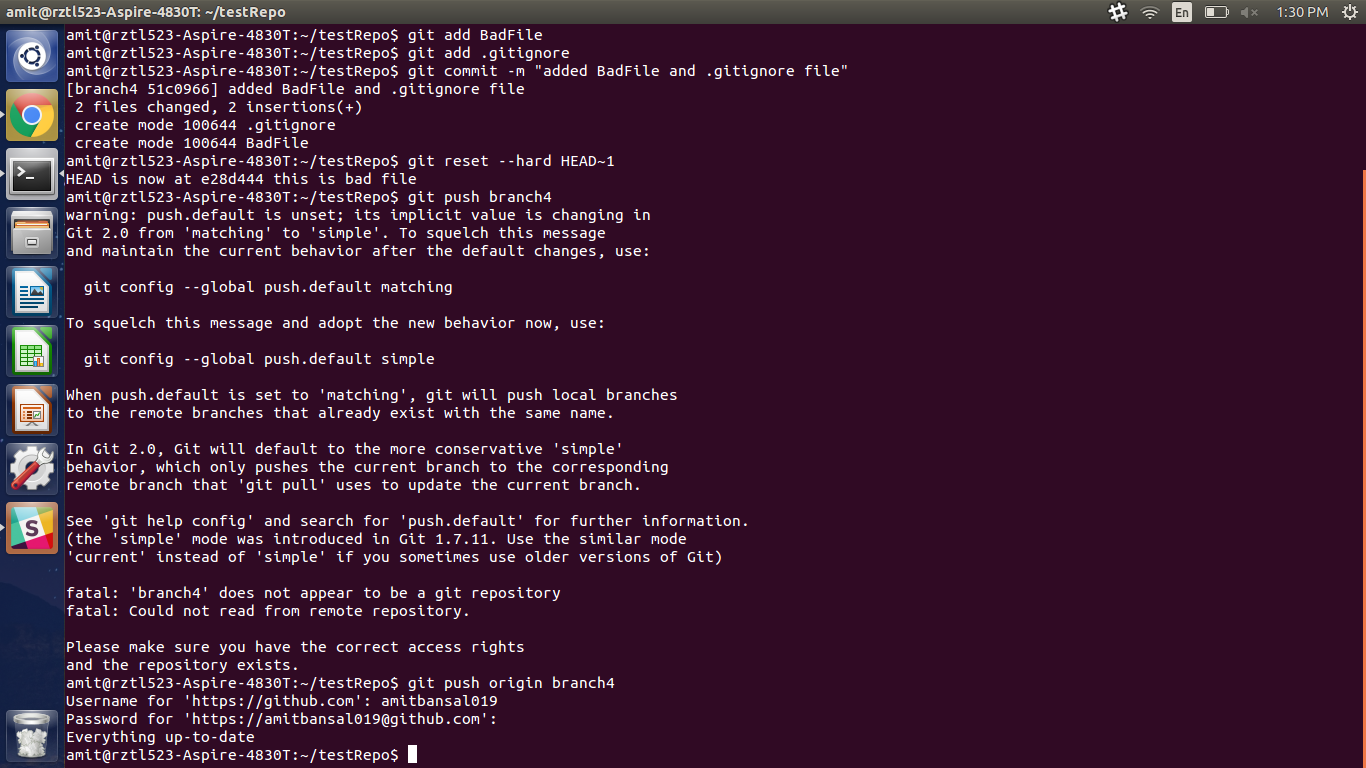 amit@rztl523-Aspire-4830T: ~/testRepo
En
1:30 PM
amit@rztl523-Aspire-4830T:~/testRepo$ git add BadFile
amit@rztl523-Aspire-4830T:~/testRepo$ git add .gitignore
amit@rztl523-Aspire-4830T:~/testRepo$ git commit -m "added BadFile and .gitignore file"
[branch4 51c0966] added BadFile and .gitignore file
 2 files changed, 2 insertions(+)
 create mode 100644 .gitignore
 create mode 100644 BadFile
amit@rztl523-Aspire-4830T:~/testRepo$ git reset --hard HEAD~1
HEAD is now at e28d444 this is bad file
amit@rztl523-Aspire-4830T:~/testRepo$ git push branch4
warning: push.default is unset; its implicit value is changing in
Git 2.0 from 'matching' to 'simple'. To squelch this message
and maintain the current behavior after the default changes, use:
  git config --global push.default matching
To squelch this message and adopt the new behavior now, use:
  git config --global push.default simple
When push.default is set to 'matching', git will push local branches
to the remote branches that already exist with the same name.
In Git 2.0, Git will default to the more conservative 'simple'
behavior, which only pushes the current branch to the corresponding
remote branch that 'git pull' uses to update the current branch.
See 'git help config' and search for 'push.default' for further information.
(the 'simple' mode was introduced in Git 1.7.11. Use the similar mode
'current' instead of 'simple' if you sometimes use older versions of Git)
fatal: 'branch4' does not appear to be a git repository
fatal: Could not read from remote repository.
Please make sure you have the correct access rights
and the repository exists.
amit@rztl523-Aspire-4830T:~/testRepo$ git push origin branch4
Username for 'https://github.com': amitbansal019
Password for 'https://amitbansal019@github.com':
Everything up-to-date
amit@rztl523-Aspire-4830T:~/testRepo$
S